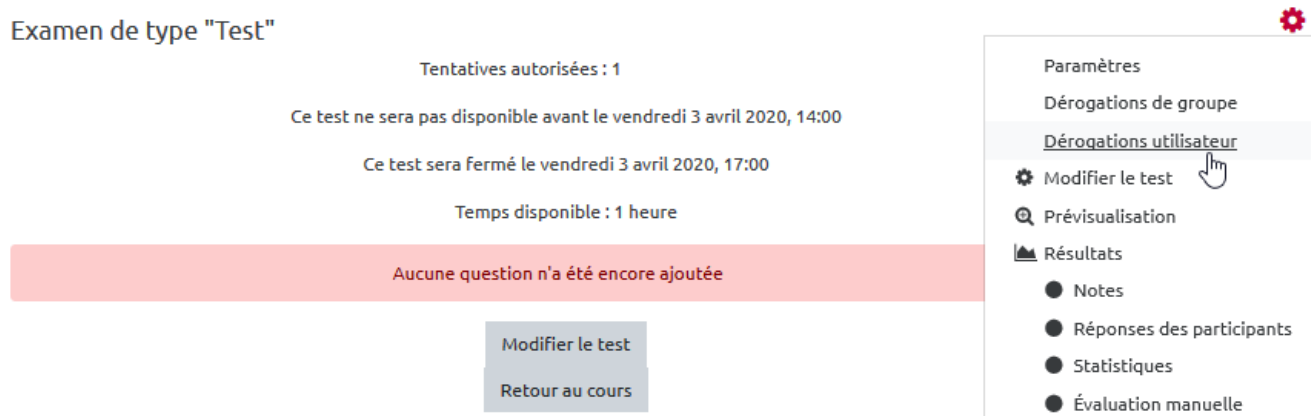 Examen de type "Test"
Tentatives autorisées : 1
Ce test ne sera pas disponible avant le vendredi 3 avril 2020, 14:00
Ce test sera fermé le vendredi 3 avril 2020, 17:00
Temps disponible : 1 heure
Aucune question n'a été encore ajoutée
Modifier le test
Retour au cours
Paramètres
Dérogations de groupe
Dérogations utilisateur
Modifier le test
Prévisualisation
Résultats
Notes
Réponses des participants
Statistiques
Évaluation manuelle